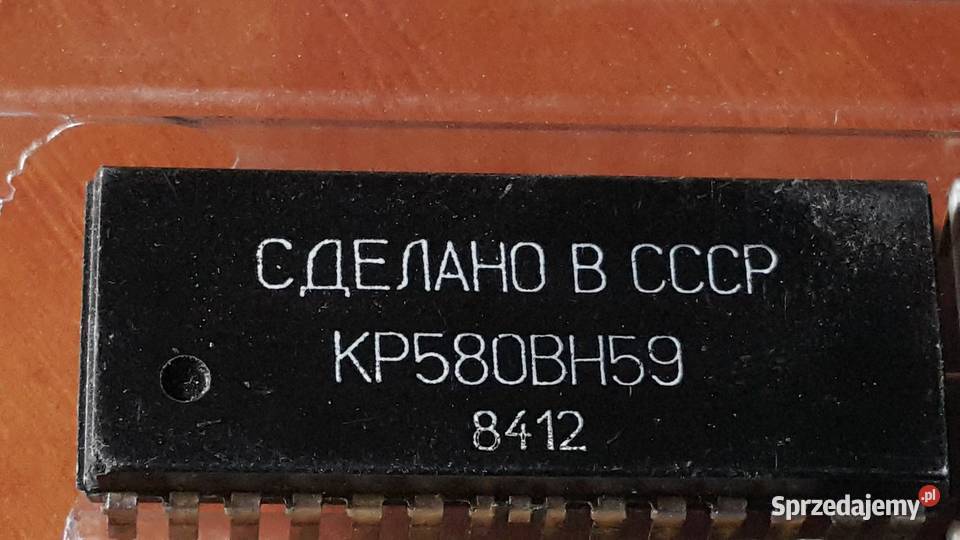 СДЕЛАНО В СССР
КР580ВН59
8412
Sprzedajemy.pl